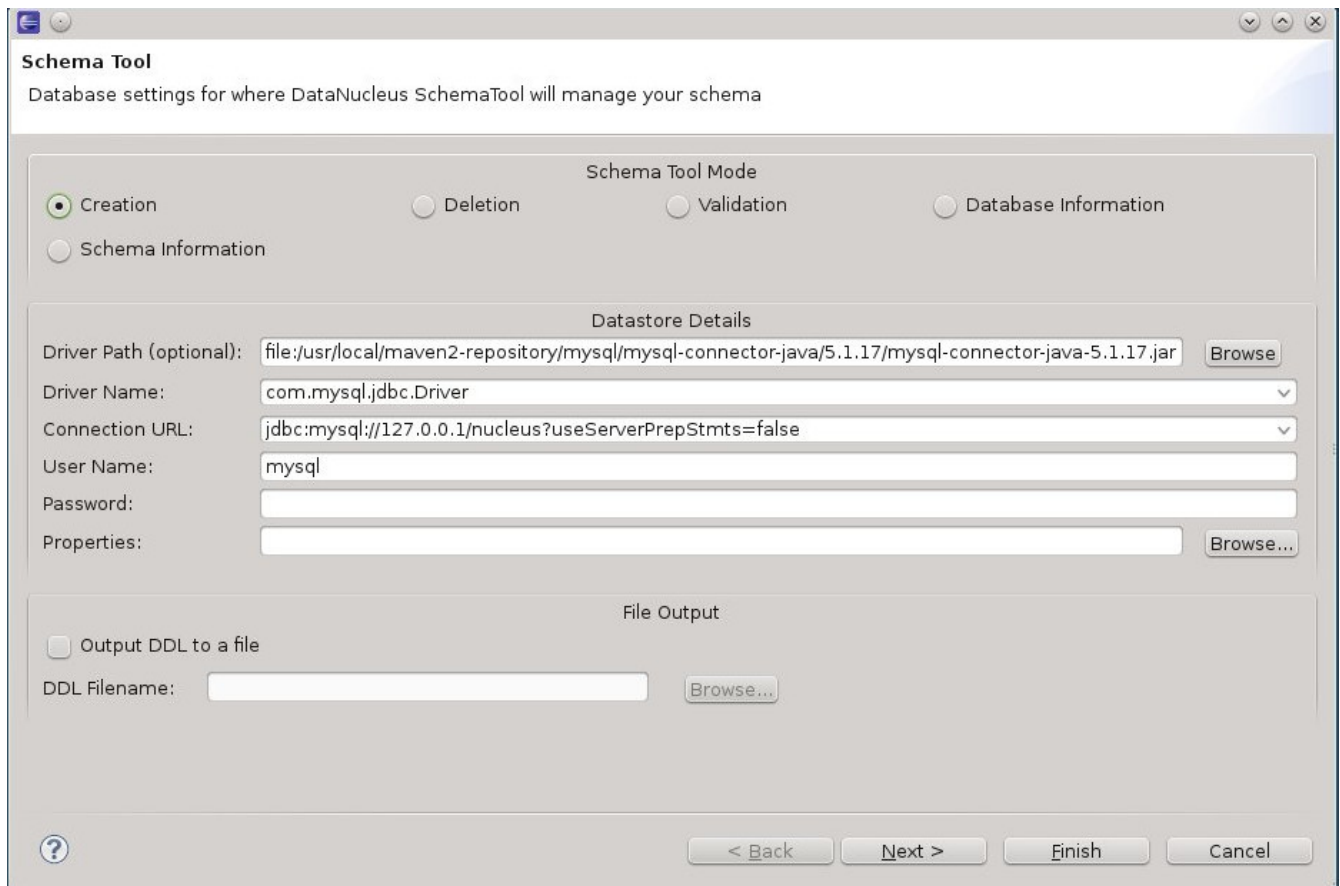 Schema Tool
Database settings for where DataNucleus SchemaTool will manage your schema
Schema Tool Mode
Creation Deletion Validation Database Information
Schema Information
Datastore Details
Driver Path (optional): file:/usr/local/maven2-repository/mysql/mysql-connector-java/5.1.17/mysql-connector-java-5.1.17.jar Browse
Driver Name: com.mysql.jdbc.Driver
Connection URL: jdbc:mysql://127.0.0.1/nucleus?useServerPrepStmts=false
User Name: mysql
Password:
Properties: Browse...
File Output
Output DDL to a file
DDL Filename: Browse...
? < Back Next > Finish Cancel